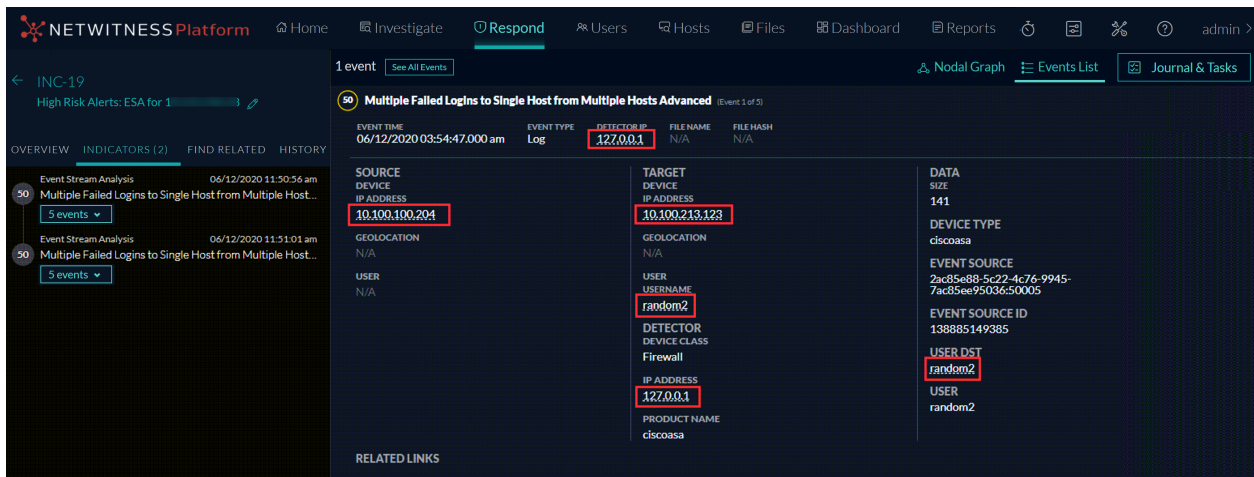 NETWITNESS Platform Home Investigate Respond Users Hosts Files Dashboard Reports admin >
INC-19
High Risk Alerts: ESA for 1 8
OVERVIEW INDICATORS (2) FIND RELATED HISTORY
Event Stream Analysis 06/12/2020 11:50:56 am
50 Multiple Failed Logins to Single Host from Multiple Host...
5 events
Event Stream Analysis 06/12/2020 11:51:01 am
50 Multiple Failed Logins to Single Host from Multiple Host...
5 events
1 event See All Events Nodal Graph Events List Journal & Tasks
50 Multiple Failed Logins to Single Host from Multiple Hosts Advanced (Event 1 of 5)
EVENT TIME EVENT TYPE DETECTOR IP FILE NAME FILE HASH
06/12/2020 03:54:47.000 am Log 127.0.0.1 N/A N/A
SOURCE
DEVICE
IP ADDRESS
10.100.100.204
GEOLOCATION
N/A
USER
N/A
TARGET
DEVICE
IP ADDRESS
10.100.213.123
GEOLOCATION
N/A
USER
USERNAME
random2
DETECTOR
DEVICE CLASS
Firewall
IP ADDRESS
127.0.0.1
PRODUCT NAME
ciscoasa
DATA
SIZE
141
DEVICE TYPE
ciscoasa
EVENT SOURCE
2ac85e88-5c22-4c76-9945-
7ac85ee95036:50005
EVENT SOURCE ID
138885149385
USER DST
random2
USER
random2
RELATED LINKS